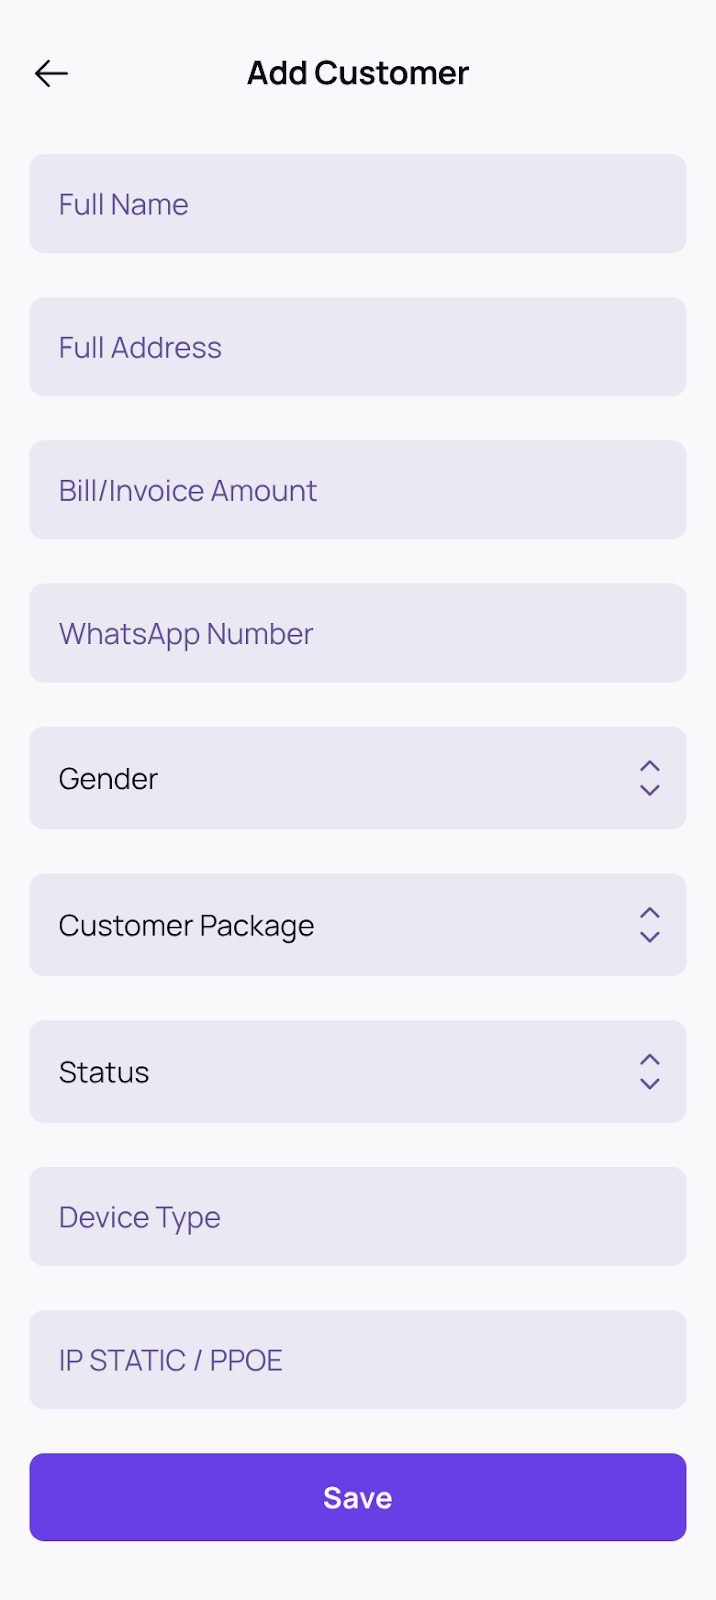 Add Customer
Full Name
Full Address
Bill/Invoice Amount
WhatsApp Number
Gender
Customer Package
Status
Device Type
IP STATIC / PPOE
Save